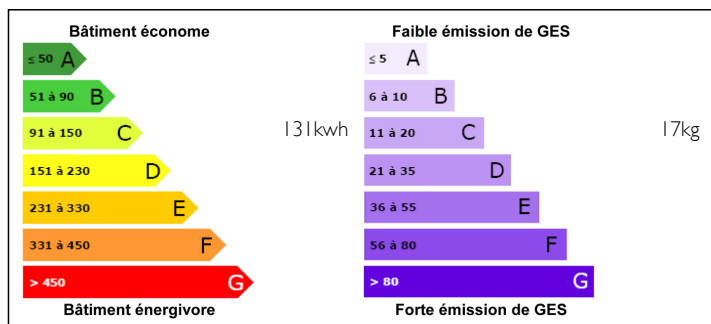 Bâtiment économe
≤ 50 A
51 à 90 B
91 à 150 C
131kwh
151 à 230 D
231 à 330 E
331 à 450 F
> 450 G
Bâtiment énergivore
Faible émission de GES
≤ 5 A
6 à 10 B
11 à 20 C
17kg
21 à 35 D
36 à 55 E
56 à 80 F
> 80 G
Forte émission de GES